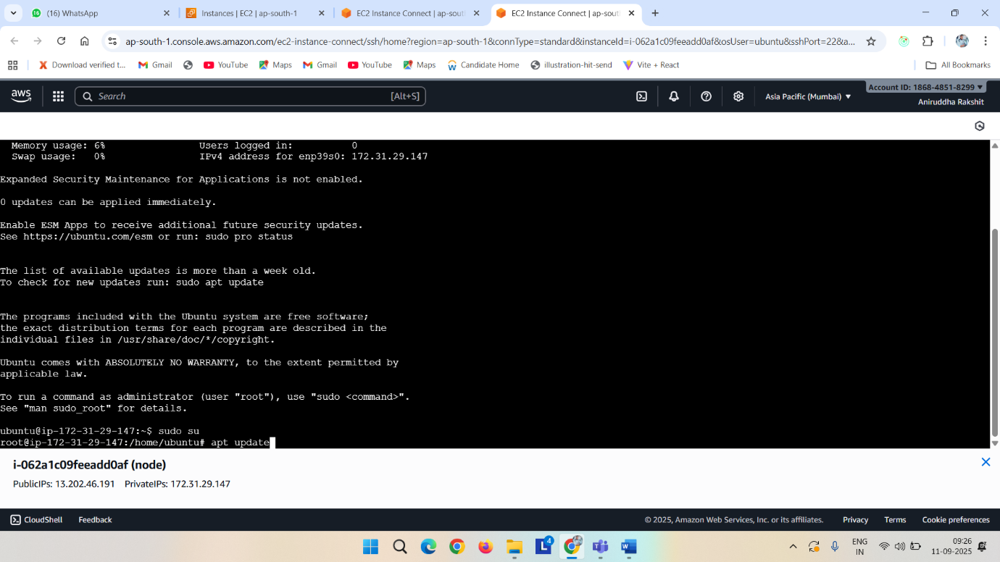 (16) WhatsApp
Instances | EC2 | ap-south-1
EC2 Instance Connect | ap-sout
EC2 Instance Connect | ap-sout
ap-south-1.console.aws.amazon.com/ec2-instance-connect/ssh/home?region=ap-south-1&connType=standard&instanceId=i-062a1c09feeadd0af&osUser=ubuntu&sshPort=22&a...
Download verified t...
Gmail
YouTube
Maps
Gmail
YouTube
Maps
Candidate Home
illustration-hit-send
Vite + React
All Bookmarks
aws
Search
[Alt+S]
Asia Pacific (Mumbai)
Account ID: 1868-4851-8299
Aniruddha Rakshit
Memory usage: 6% Users logged in: 0
Swap usage: 0% IPv4 address for enp39s0: 172.31.29.147
Expanded Security Maintenance for Applications is not enabled.
0 updates can be applied immediately.
Enable ESM Apps to receive additional future security updates.
See https://ubuntu.com/esm or run: sudo pro status
The list of available updates is more than a week old.
To check for new updates run: sudo apt update
The programs included with the Ubuntu system are free software;
the exact distribution terms for each program are described in the
individual files in /usr/share/doc/*/copyright.
Ubuntu comes with ABSOLUTELY NO WARRANTY, to the extent permitted by
applicable law.
To run a command as administrator (user "root"), use "sudo <command>".
See "man sudo_root" for details.
ubuntu@ip-172-31-29-147:~$ sudo su
root@ip-172-31-29-147:/home/ubuntu# apt update
i-062a1c09feeadd0af (node)
PublicIPs: 13.202.46.191 PrivateIPs: 172.31.29.147
CloudShell
Feedback
© 2025, Amazon Web Services, Inc. or its affiliates.
Privacy
Terms
Cookie preferences
L
4
W
ENG
IN
09:26
11-09-2025